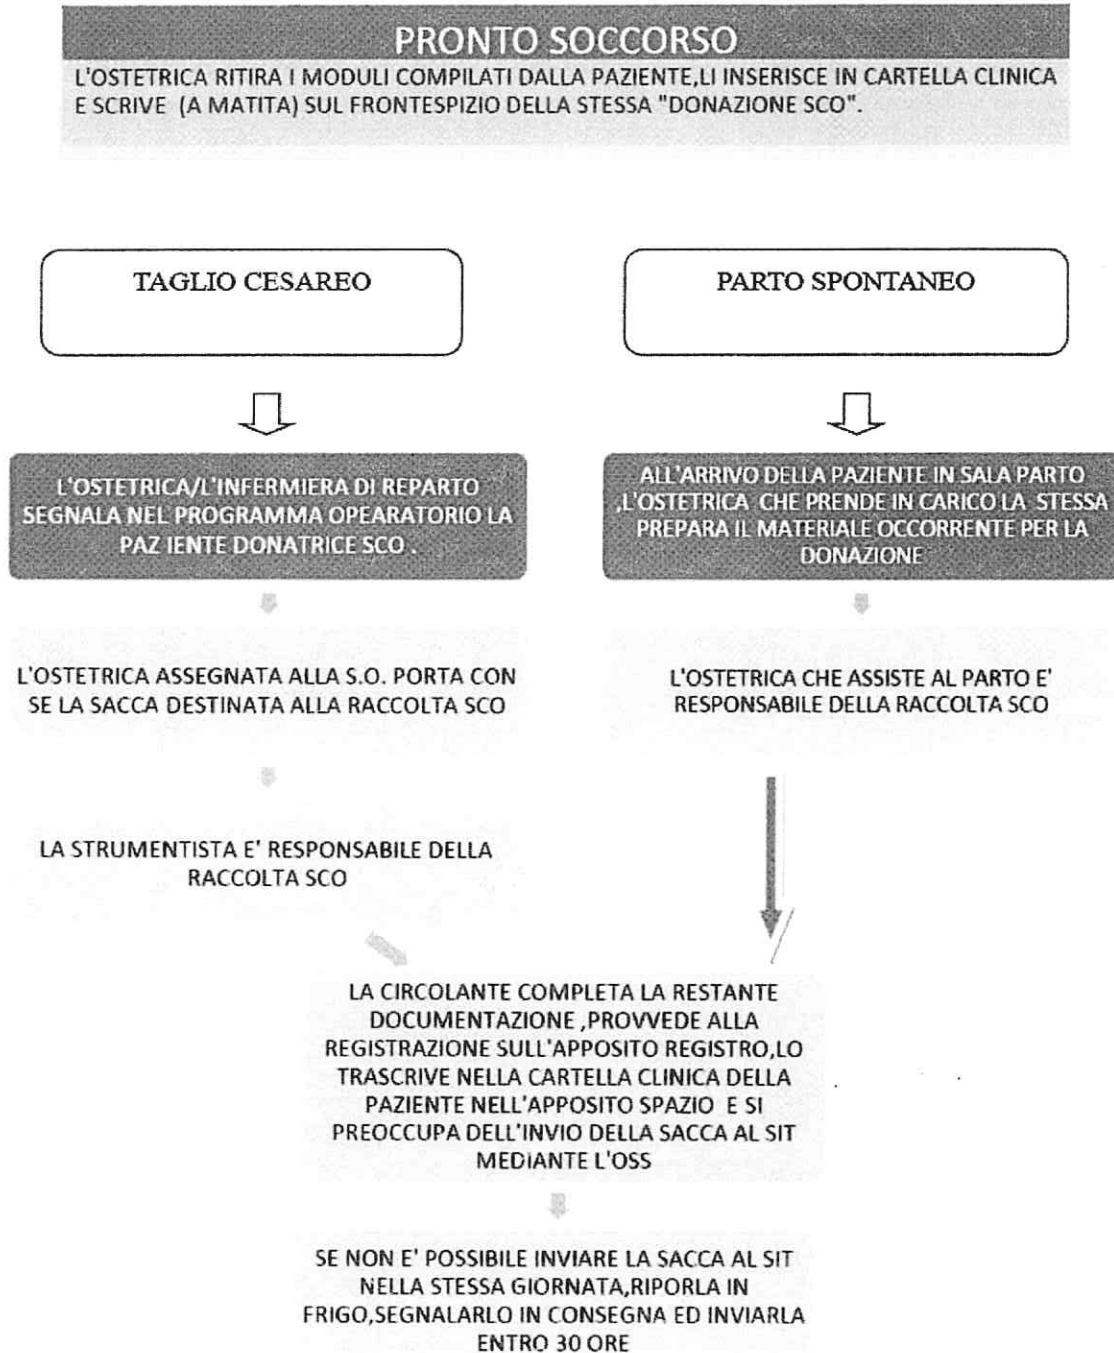 PRONTO SOCCORSO
L'OSTETRICA RITIRA I MODULI COMPILATI DALLA PAZIENTE,LI INSERISCE IN CARTELLA CLINICA
E SCRIVE (A MATITA) SUL FRONTESPIZIO DELLA STESSA "DONAZIONE SCO".
TAGLIO CESAREO
L'OSTETRICA/L'INFERMIERA DI REPARTO
SEGNALA NEL PROGRAMMA OPEARATORIO LA
PAZ IENTE DONATRICE SCO .
L'OSTETRICA ASSEGNATA ALLA S.O. PORTA CON
SE LA SACCA DESTINATA ALLA RACCOLTA SCO
LA STRUMENTISTA E' RESPONSABILE DELLA
RACCOLTA SCO
PARTO SPONTANEO
ALL'ARRIVO DELLA PAZIENTE IN SALA PARTO
,L'OSTETRICA CHE PRENDE IN CARICO LA STESSA
PREPARA IL MATERIALE OCCORRENTE PER LA
DONAZIONE
L'OSTETRICA CHE ASSISTE AL PARTO E'
RESPONSABILE DELLA RACCOLTA SCO
LA CIRCOLANTE COMPLETA LA RESTANTE
DOCUMENTAZIONE ,PROVVEDE ALLA
REGISTRAZIONE SULL'APPOSITO REGISTRO,LO
TRASCRIVE NELLA CARTELLA CLINICA DELLA
PAZIENTE NELL'APPOSITO SPAZIO E SI
PREOCCUPA DELL'INVIO DELLA SACCA AL SIT
MEDIANTE L'OSS
SE NON E' POSSIBILE INVIARE LA SACCA AL SIT
NELLA STESSA GIORNATA,RIPORLA IN
FRIGO,SEGNALARLO IN CONSEGNA ED INVIARLA
ENTRO 30 ORE